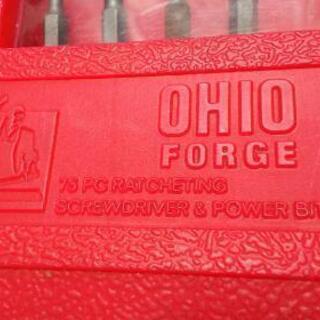 OHIO
FORGE
75 PC RATCHETING
SCREWDRIVER & POWER BIT